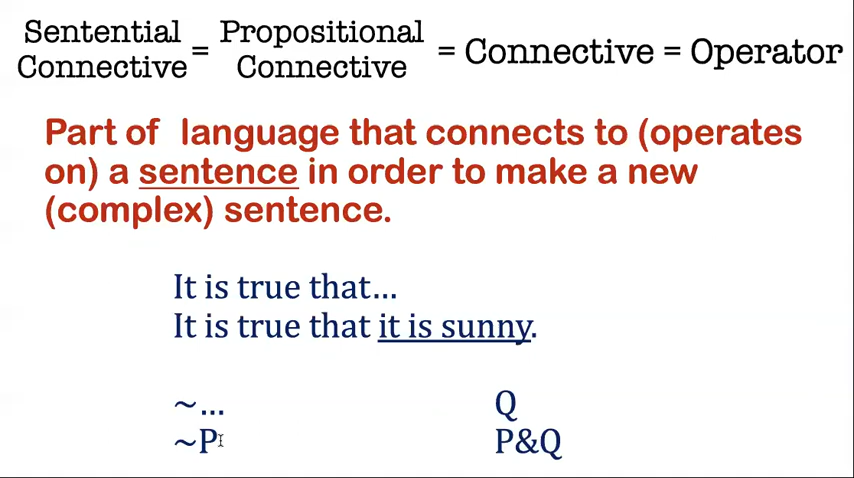 Sentential Connective = Propositional Connective = Connective = Operator
Part of language that connects to (operates
on) a sentence in order to make a new
(complex) sentence.
It is true that...
It is true that it is sunny.
~...
~P
Q
P&Q